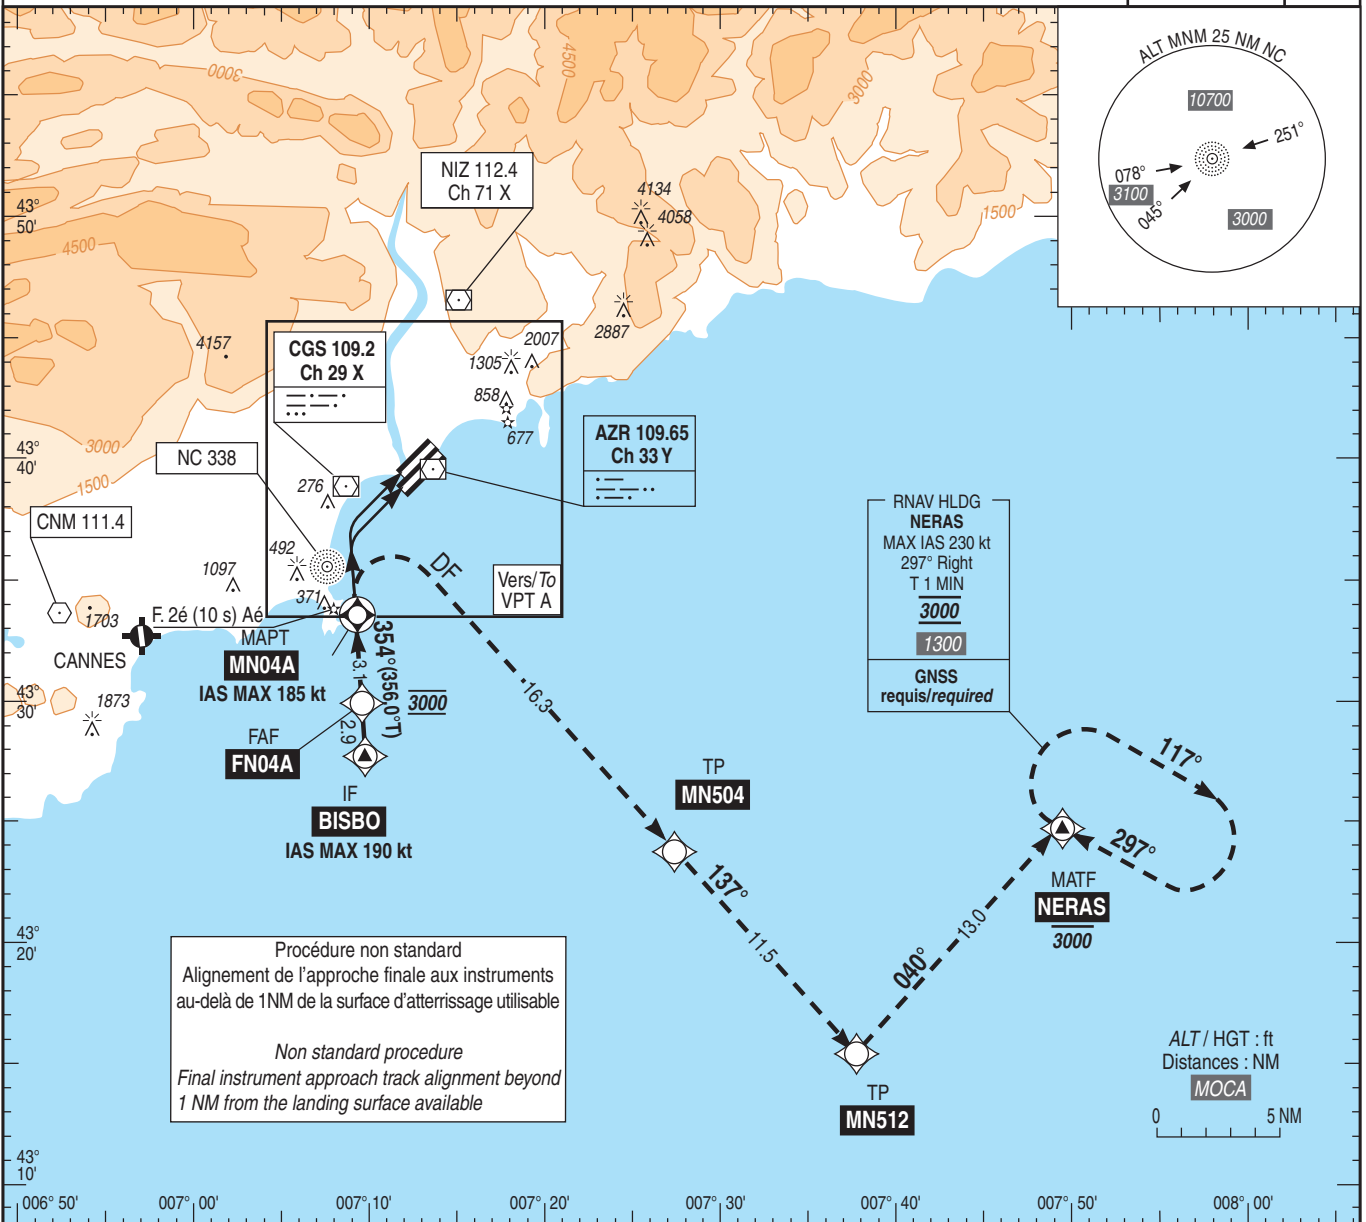 ALT MNM 25 NM NC
10700
251°
078°
3100
045°
3000
3000
4500
3000
1500
NIZ 112.4
Ch 71 X
4134
4058
43°
50'
4500
2887
2007
1305
4157
CGS 109.2
Ch 29 X
858
677
AZR 109.65
Ch 33 Y
43°
40'
3000
1500
NC 338
276
CNM 111.4
492
1097
371
DF
Vers/To
VPT A
1703
F. 2é (10 s) Aé
CANNES
MAPT
MN04A
IAS MAX 185 kt
354°(356.0°T)
3.1
3000
RNAV HLDG
NERAS
MAX IAS 230 kt
297° Right
T 1 MIN
3000
1300
GNSS
requis/required
43°
30'
1873
FAF
FN04A
2.9
16.3
IF
BISBO
IAS MAX 190 kt
TP
MN504
117°
297°
MATF
NERAS
3000
137°
11.5
040°
13.0
43°
20'
Procédure non standard
Alignement de l'approche finale aux instruments
au-delà de 1NM de la surface d'atterrissage utilisable
Non standard procedure
Final instrument approach track alignment beyond
1 NM from the landing surface available
TP
MN512
ALT / HGT : ft
Distances : NM
MOCA
0 5 NM
43°
10'
006° 50' 007° 00' 007° 10' 007° 20' 007° 30' 007° 40' 007° 50' 008° 00'